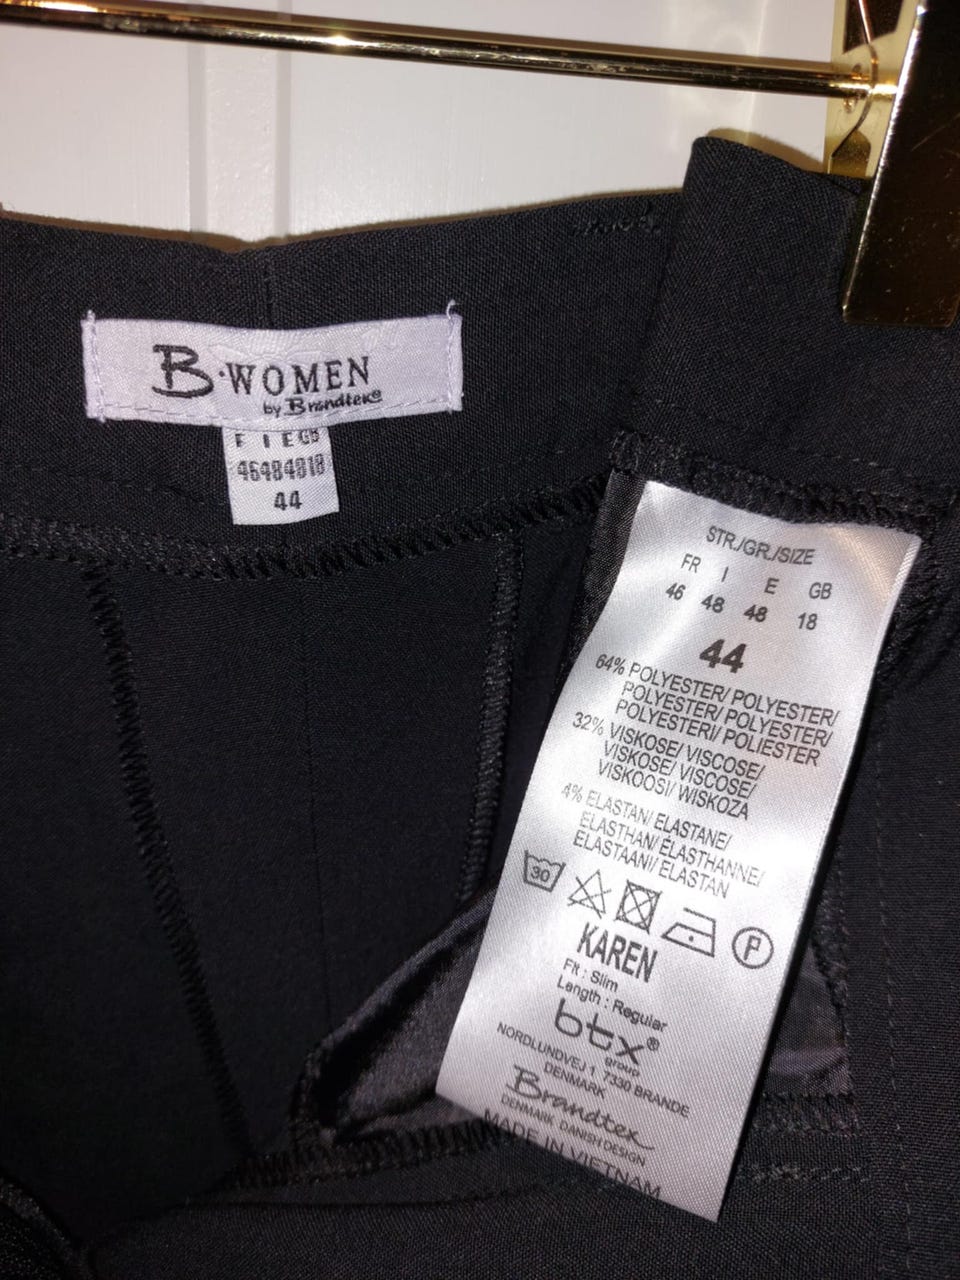 B·WOMEN
by Brandtex®
F I E GB
46484818
44
STR./GR./SIZE
FR I E GB
46 48 48 18
44
64% POLYESTER/ POLYESTER/
POLYESTER/ POLYESTER/
POLYESTERI/ POLIESTER
32% VISKOSE/ VISCOSE/
VISKOSE/ VISCOSE/
VISKOOSI/ WISKOZA
4% ELASTAN/ ELASTANE/
ELASTHAN/ ÉLASTHANNE/
ELASTAANI/ ELASTAN
30 P
KAREN
Fit : Slim
Length : Regular
btx®
group
NORDLUNDVEJ 1 7330 BRANDE
DENMARK
Brandtex
DENMARK DANISH DESIGN
MADE IN VIETNAM